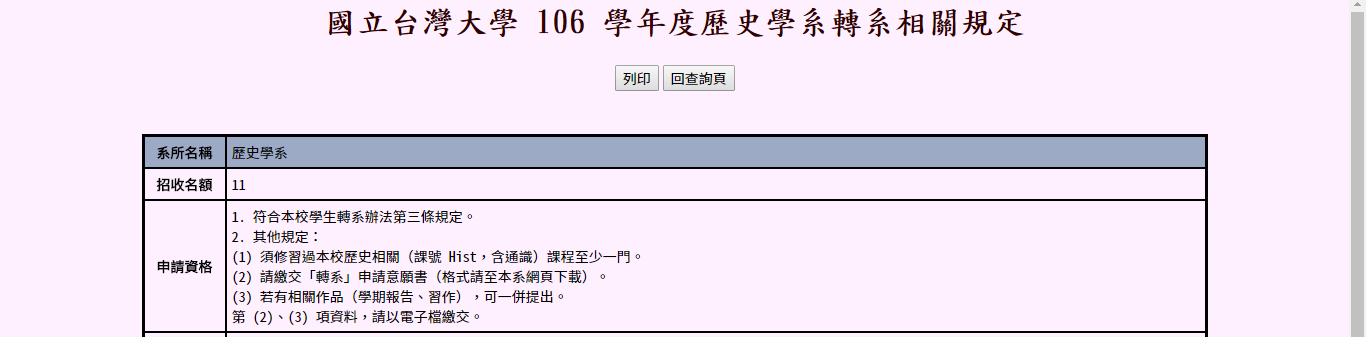 國立台灣大學 106 學年度歷史學系轉系相關規定
列印 回查詢頁
系所名稱 歷史學系
招收名額 11
申請資格
1. 符合本校學生轉系辦法第三條規定。
2. 其他規定：
(1) 須修習過本校歷史相關（課號 Hist，含通識）課程至少一門。
(2) 請繳交「轉系」申請意願書（格式請至本系網頁下載）。
(3) 若有相關作品（學期報告、習作），可一併提出。
第 (2)、(3) 項資料，請以電子檔繳交。